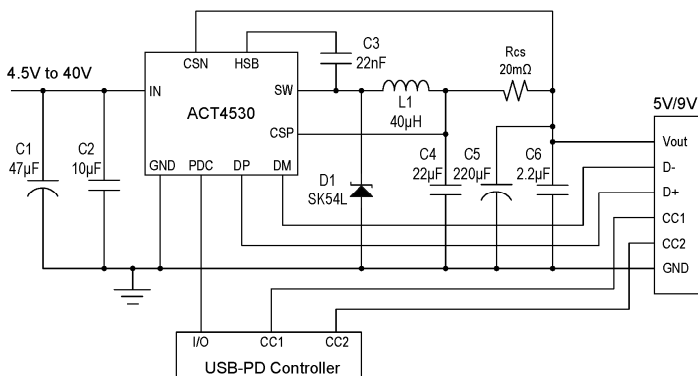 CSN
HSB
C3
22nF
4.5V to 40V
IN
SW
Rcs
20mΩ
L1
40µH
ACT4530
5V/9V
CSP
Vout
C1
47µF
C2
10µF
GND
PDC
DP
DM
D1
SK54L
C4
22µF
C5
220µF
C6
2.2µF
D-
D+
CC1
CC2
GND
I/O
CC1
CC2
USB-PD Controller